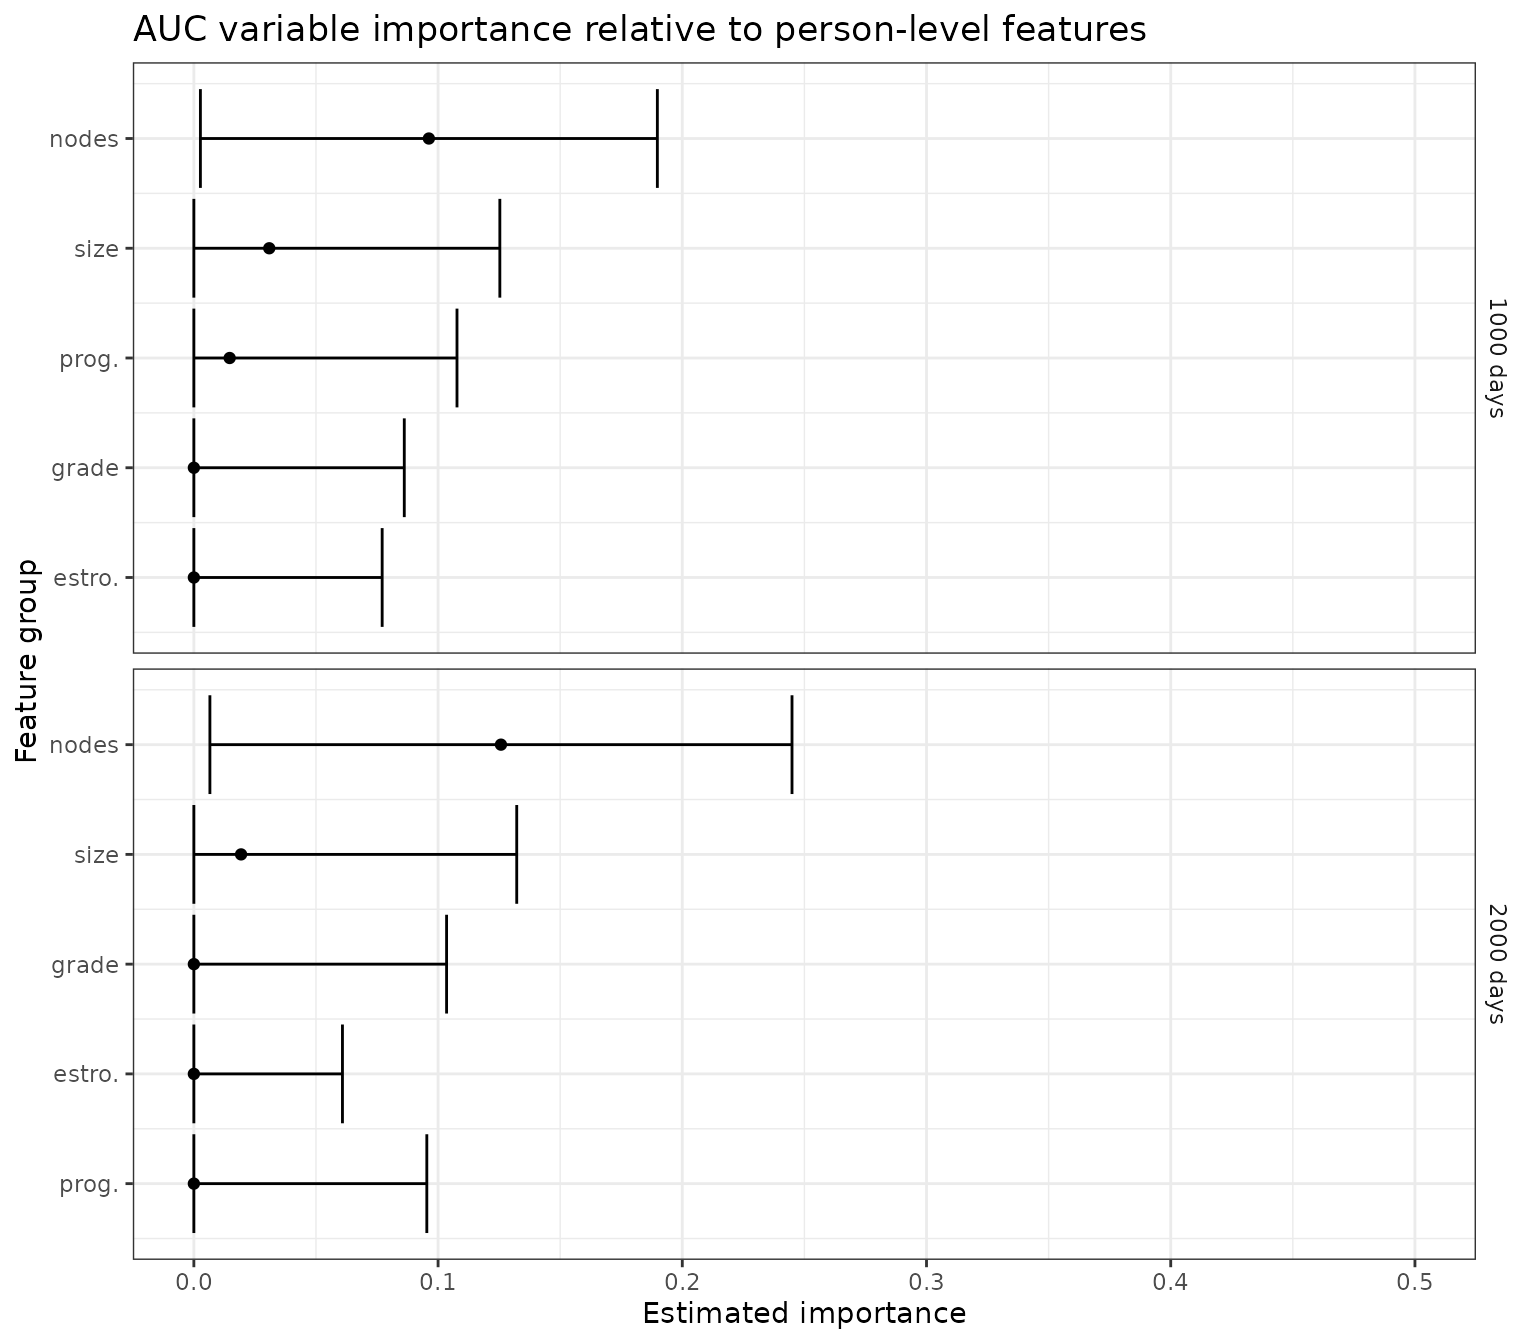 AUC variable importance relative to person-level features
Feature group
nodes
size
prog.
grade
estro.
1000 days
nodes
size
grade
estro.
prog.
2000 days
0.0 0.1 0.2 0.3 0.4 0.5
Estimated importance